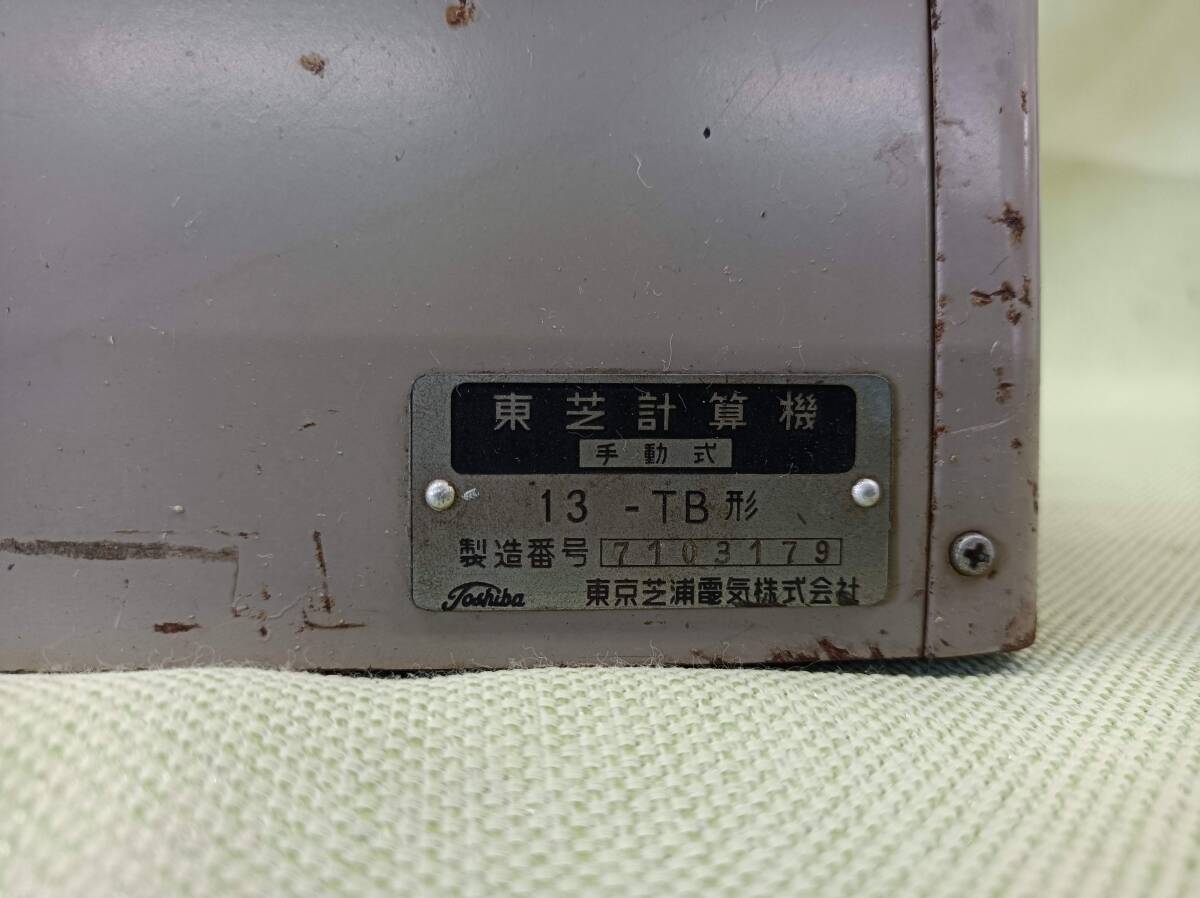 東芝計算機
手動式
13 -TB形
製造番号 7103179
Toshiba 東京芝浦電気株式会社